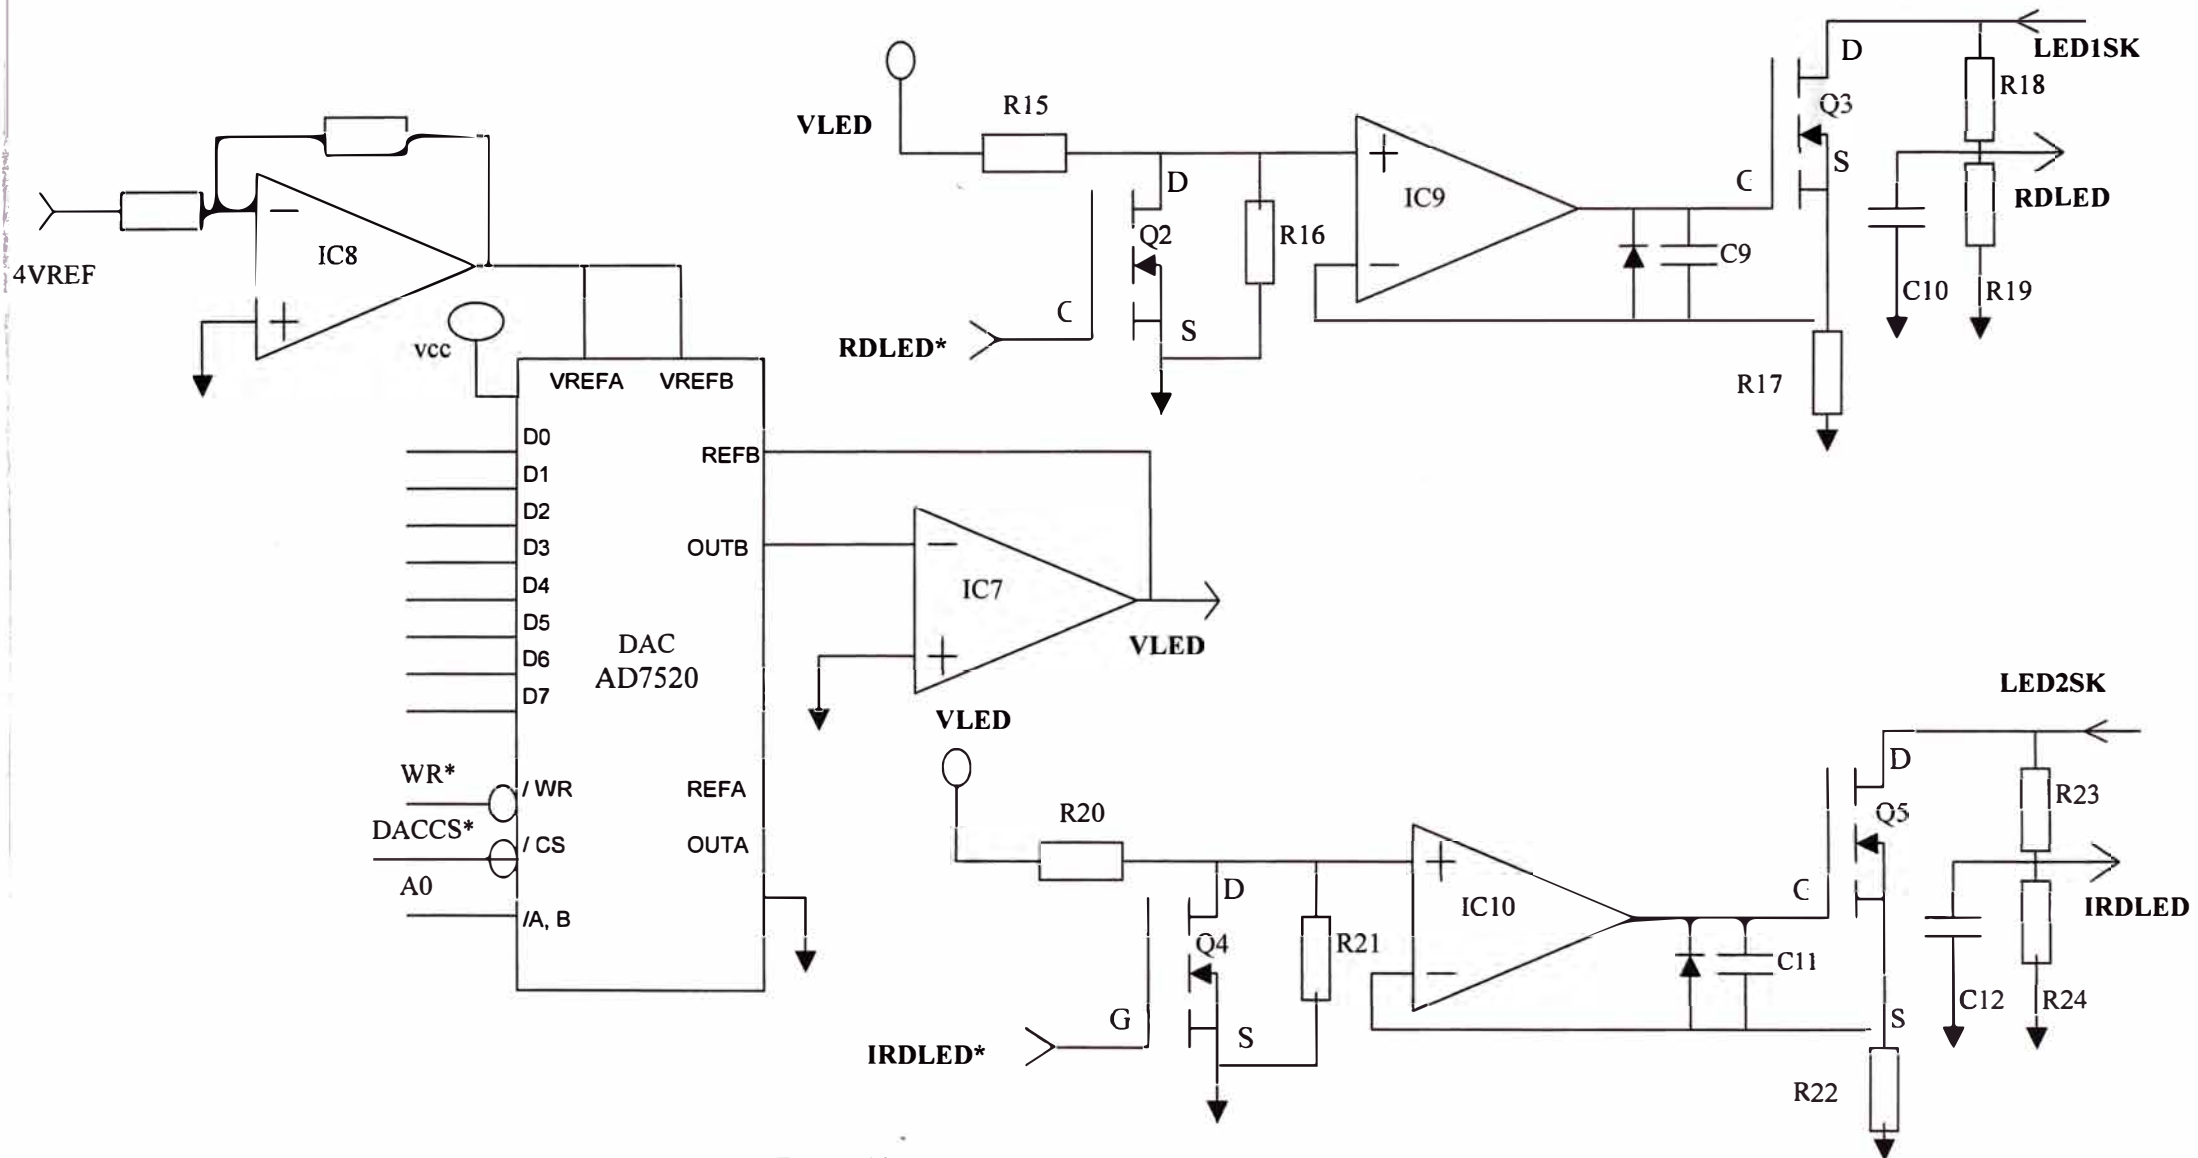 LED1SK
D
R18
Q3
S
RDLED
C10
R19
R15
VLED
D
Q2
R16
C
S
RDLED*
IC9
C
C9
R17
IC8
4VREF
vcc
VREFA VREFB
D0
D1
D2
D3
D4
D5
D6
D7
REFB
OUTB
DAC
AD7520
IC7
VLED
WR*
/ WR
DACCS*
/ CS
A0
/A, B
REFA
OUTA
VLED
R20
D
Q4
R21
G
S
IRDLED*
IC10
C11
LED2SK
D
R23
Q5
G
IRDLED
C12
R24
S
R22